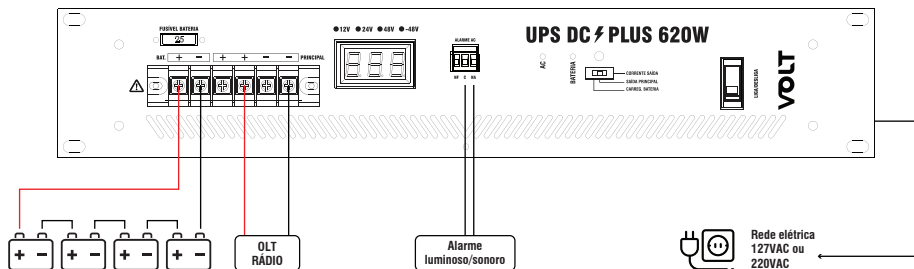 FUSÍVEL BATERIA
25
BAT. + − + + − − PRINCIPAL
12V 24V 48V -48V
888
ALARME AC
NF C NA
UPS DC PLUS 620W
AC
BATERIA
CORRENTE SAÍDA
SAÍDA PRINCIPAL
CARREG. BATERIA
LIGA/DESLIGA
VOLT
+ − + − + − + −
OLT
RÁDIO
Alarme
luminoso/sonoro
Rede elétrica
127VAC ou
220VAC